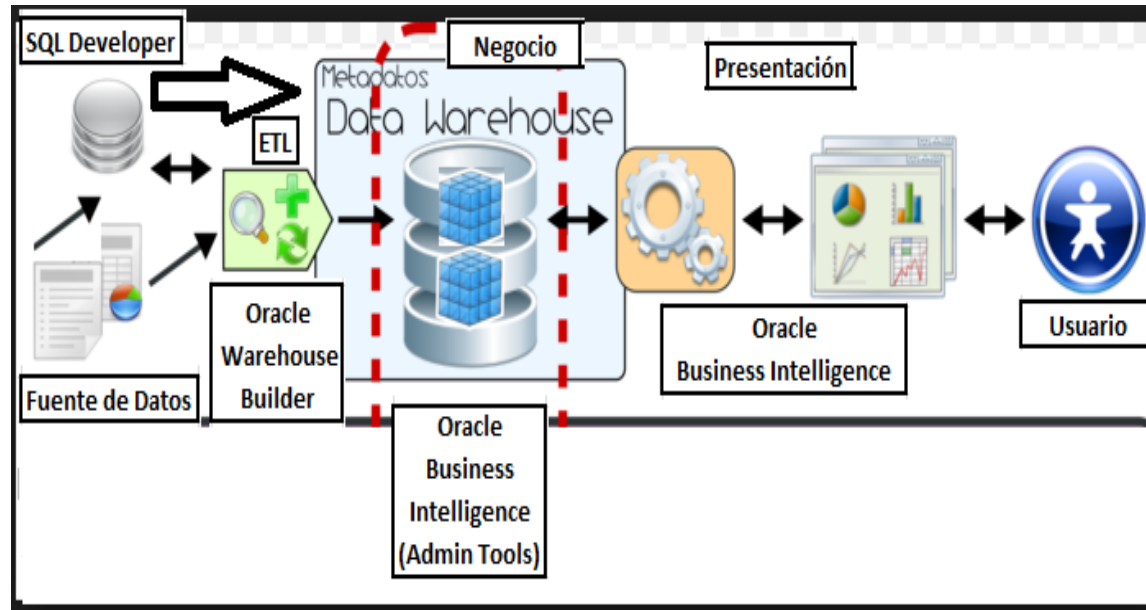 SQL Developer
Negocio
Presentación
Metadatos
Data Warehouse
ETL
Oracle
Warehouse
Builder
Oracle
Business Intelligence
Usuario
Fuente de Datos
Oracle
Business
Intelligence
(Admin Tools)